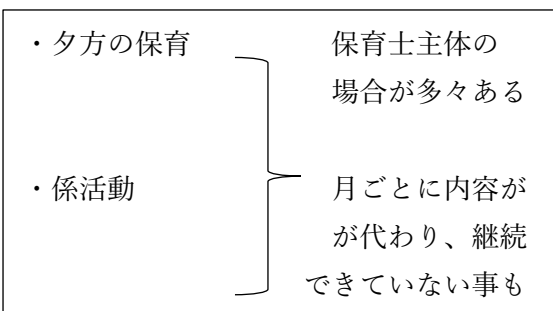 ・夕方の保育
保育士主体の
場合が多々ある
・係活動
月ごとに内容が
が代わり、継続
できていない事も